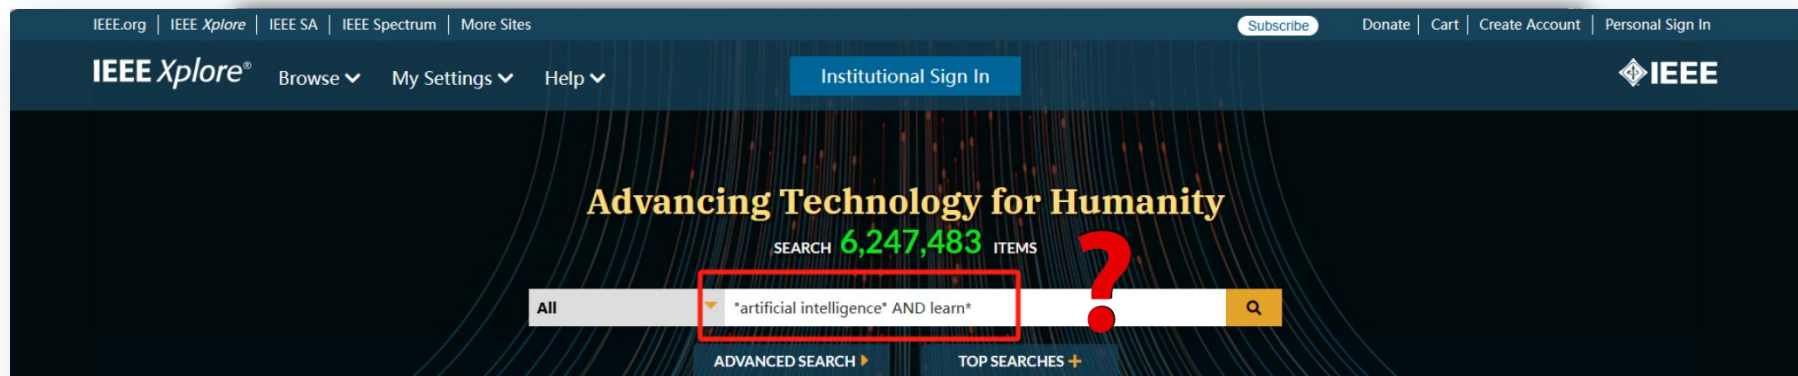 IEEE.org | IEEE Xplore | IEEE SA | IEEE Spectrum | More Sites Subscribe Donate | Cart | Create Account | Personal Sign In
IEEE Xplore® Browse My Settings Help Institutional Sign In IEEE
Advancing Technology for Humanity
SEARCH 6,247,483 ITEMS
?
All "artificial intelligence" AND learn*
ADVANCED SEARCH TOP SEARCHES +